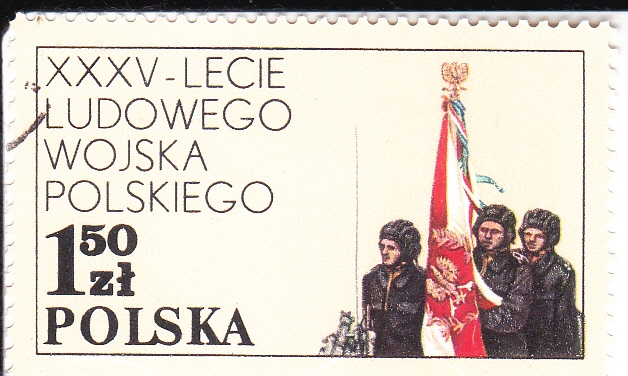 XXXV-LECIE
LUDOWEGO
WOJSKA
POLSKIEGO
1 50
zł
POLSKA